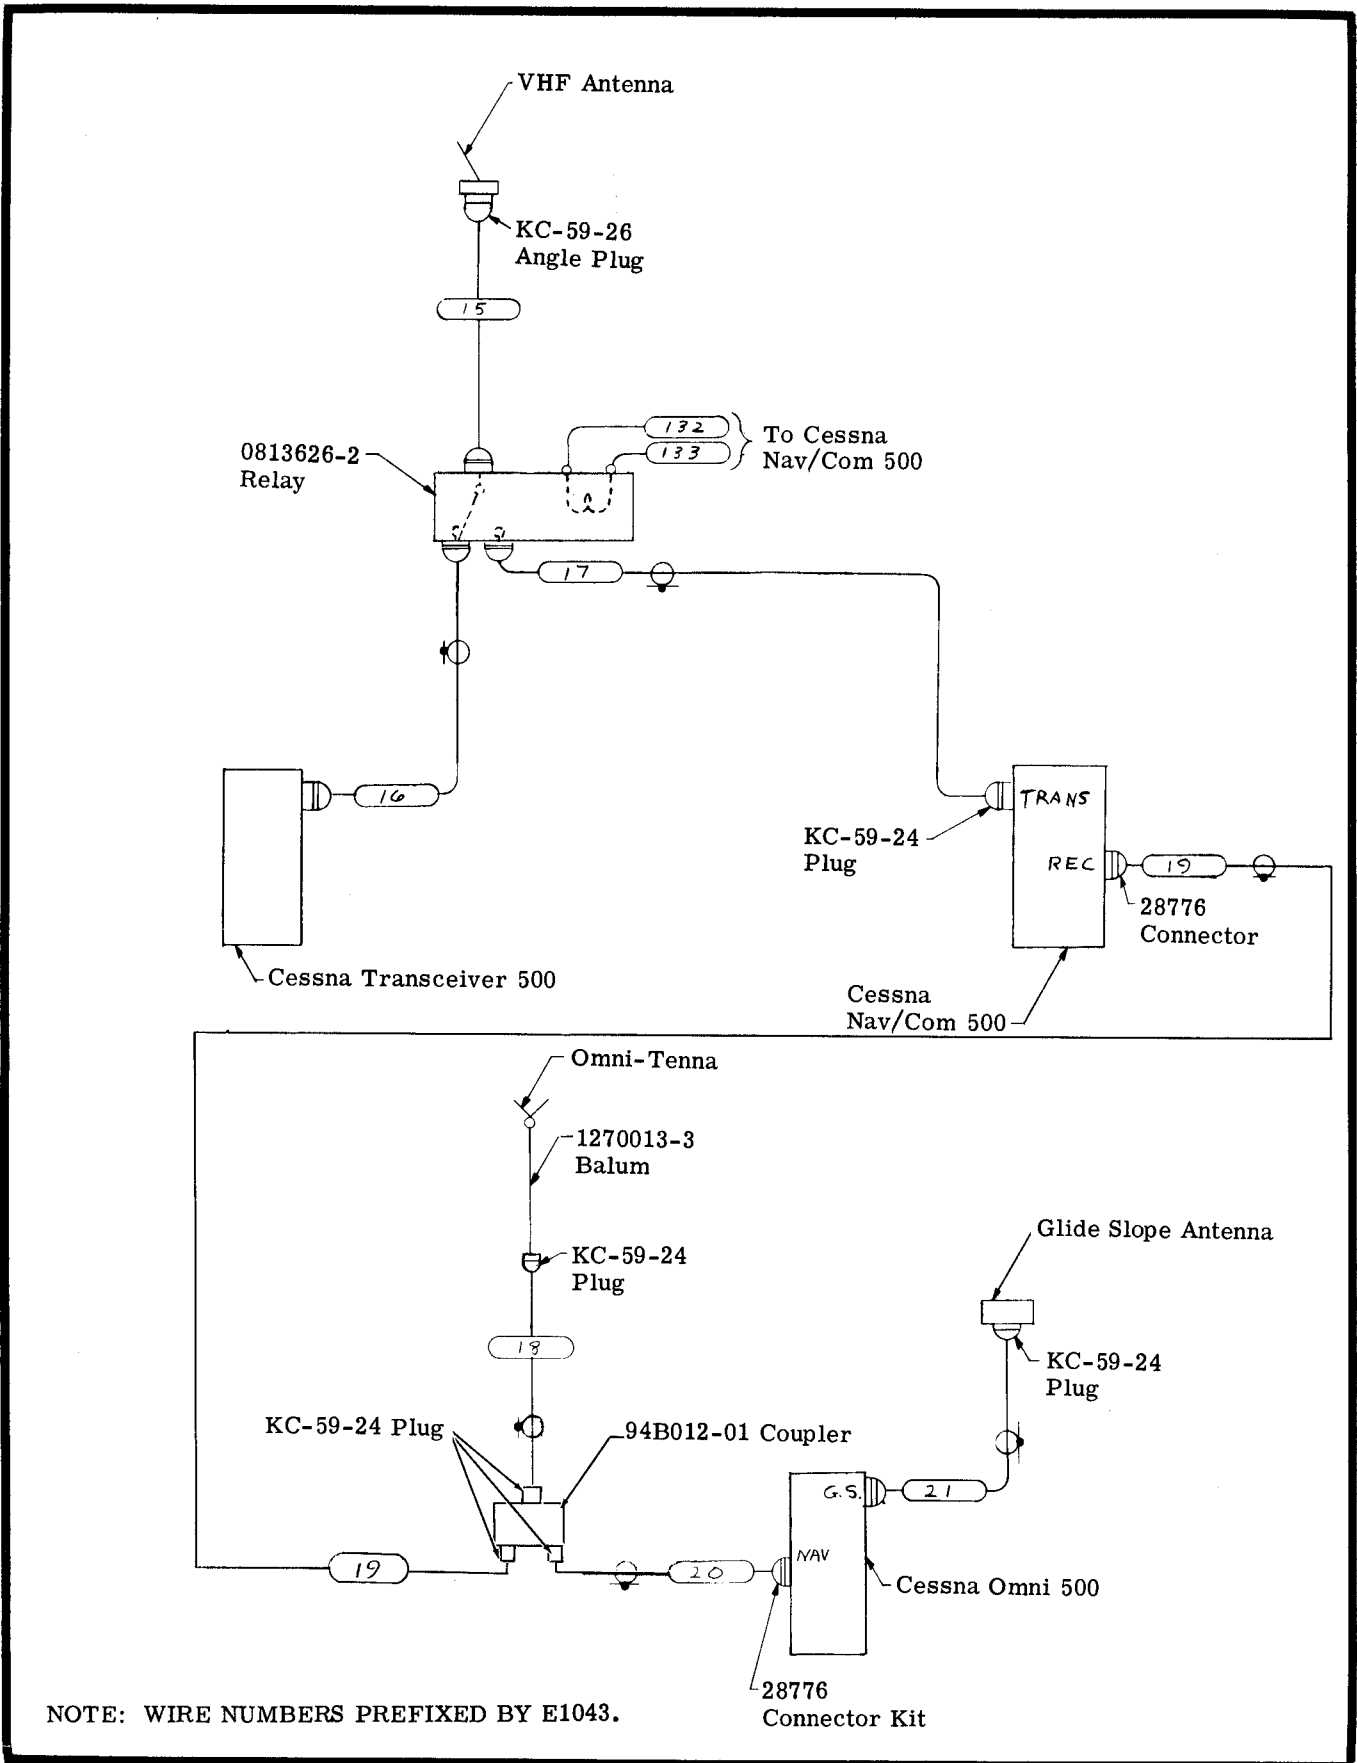 VHF Antenna
KC-59-26
Angle Plug
15
132
133
To Cessna
Nav/Com 500
0813626-2
Relay
17
16
TRANS
KC-59-24
Plug
REC
19
28776
Connector
Cessna Transceiver 500
Cessna
Nav/Com 500
Omni-Tenna
1270013-3
Balum
KC-59-24
Plug
Glide Slope Antenna
18
KC-59-24
Plug
KC-59-24 Plug
94B012-01 Coupler
G.S.
21
NAV
19
20
Cessna Omni 500
28776
Connector Kit
NOTE: WIRE NUMBERS PREFIXED BY E1043.